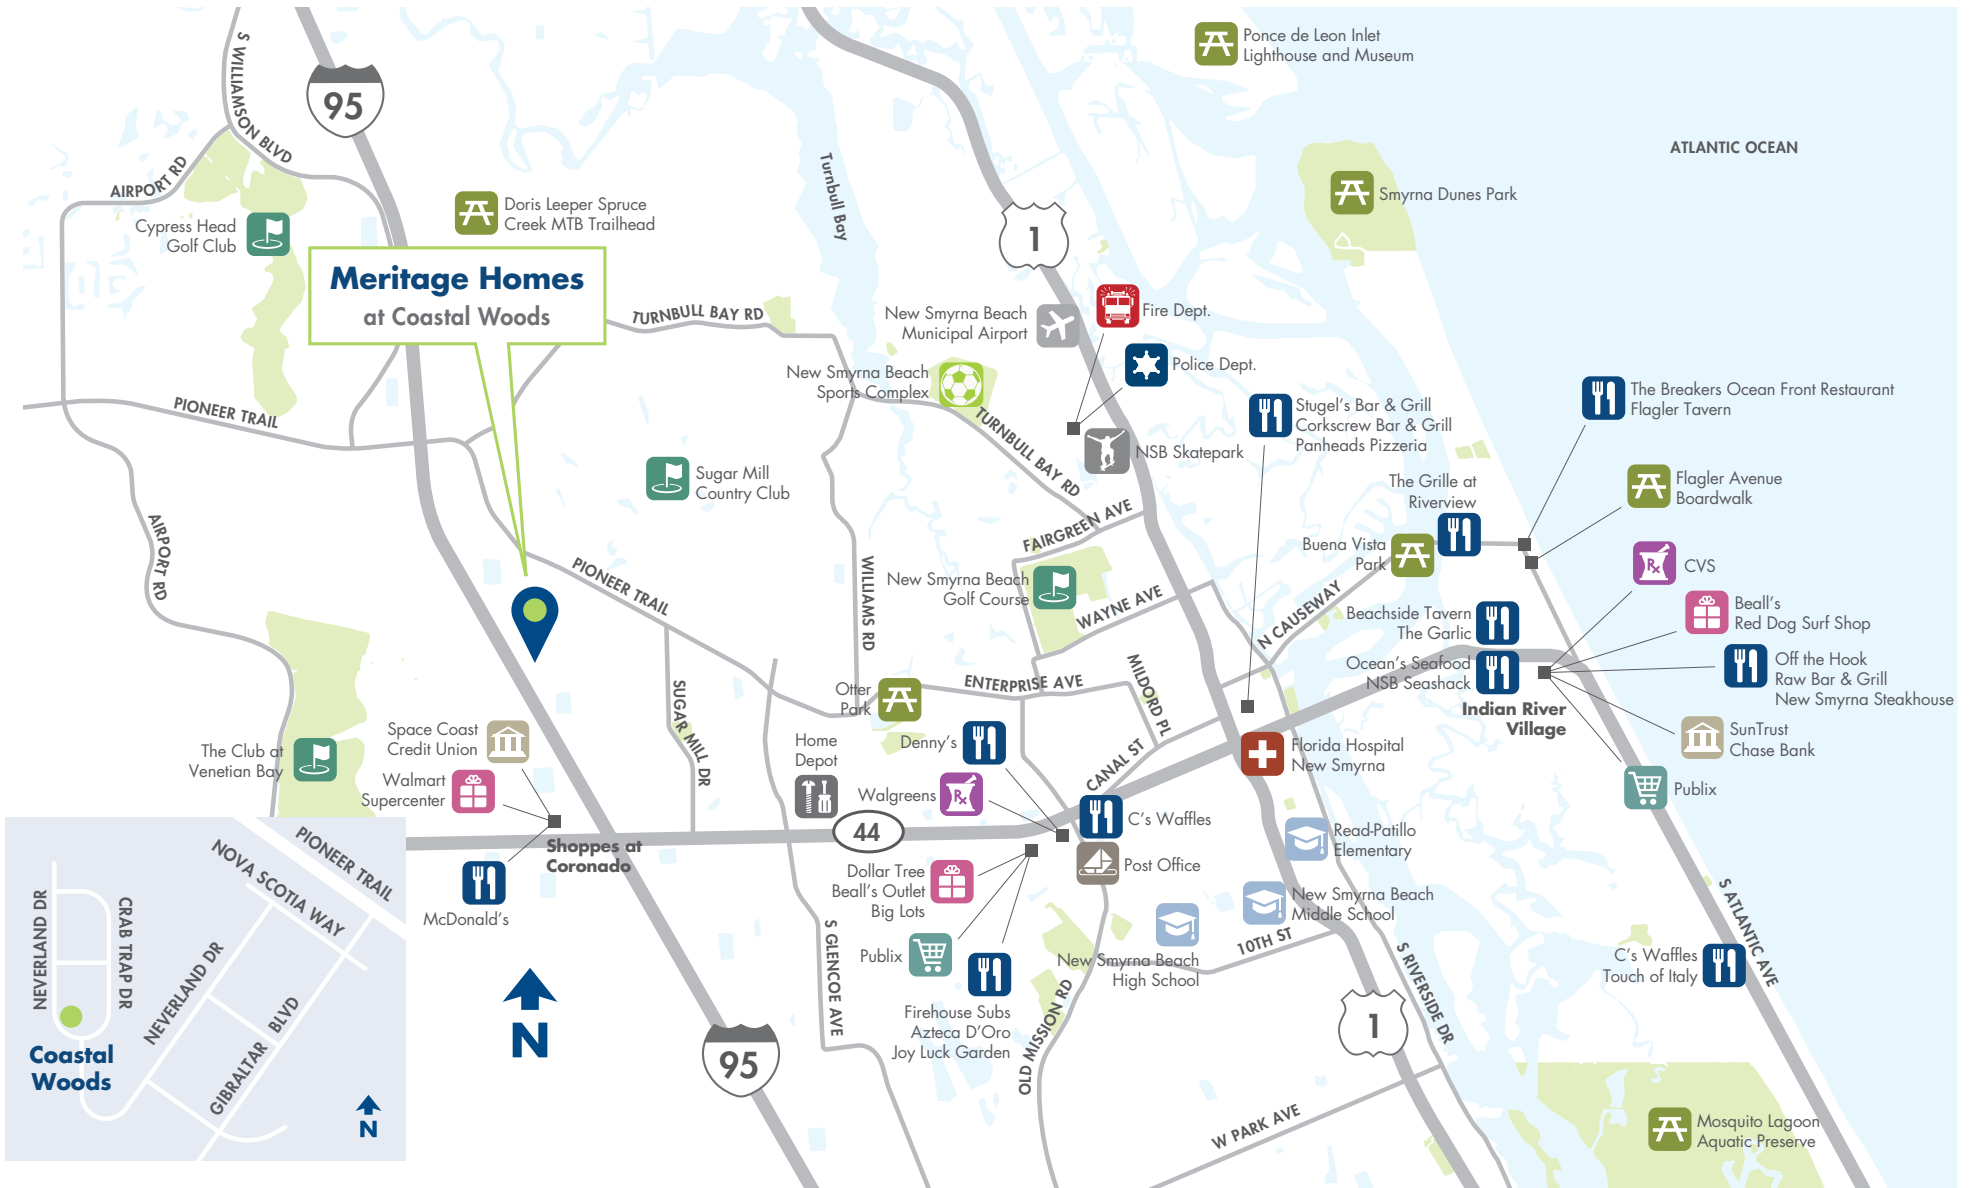 Ponce de Leon Inlet
Lighthouse and Museum
S WILLIAMSON BLVD
95
ATLANTIC OCEAN
AIRPORT RD
Turnbull Bay
Doris Leeper Spruce
Creek MTB Trailhead
Smyrna Dunes Park
Cypress Head
Golf Club
1
Meritage Homes
at Coastal Woods
TURNBULL BAY RD
New Smyrna Beach
Municipal Airport
Fire Dept.
Police Dept.
New Smyrna Beach
Sports Complex
PIONEER TRAIL
TURNBULL BAY RD
NSB Skatepark
Stugel's Bar & Grill
Corkscrew Bar & Grill
Panheads Pizzeria
The Breakers Ocean Front Restaurant
Flagler Tavern
Sugar Mill
Country Club
The Grille at
Riverview
Flagler Avenue
Boardwalk
AIRPORT RD
FAIRGREEN AVE
Buena Vista
Park
PIONEER TRAIL
WILLIAMS RD
New Smyrna Beach
Golf Course
WAYNE AVE
N CAUSEWAY
Rx
CVS
Beachside Tavern
The Garlic
Beall's
Red Dog Surf Shop
Ocean's Seafood
NSB Seashack
Off the Hook
Raw Bar & Grill
New Smyrna Steakhouse
Indian River
Village
SUGAR MILL DR
Otter
Park
ENTERPRISE AVE
MILDORD PL
SunTrust
Chase Bank
Space Coast
Credit Union
The Club at
Venetian Bay
Walmart
Supercenter
Home
Depot
Denny's
CANAL ST
Florida Hospital
New Smyrna
Publix
Walgreens
Rx
44
C's Waffles
Shoppes at
Coronado
Post Office
Read-Patillo
Elementary
McDonald's
Dollar Tree
Beall's Outlet
Big Lots
New Smyrna Beach
Middle School
S ATLANTIC AVE
S GLENCOE AVE
Publix
New Smyrna Beach
High School
10TH ST
S RIVERSIDE DR
C's Waffles
Touch of Italy
Firehouse Subs
Azteca D'Oro
Joy Luck Garden
OLD MISSION RD
N
95
1
W PARK AVE
Mosquito Lagoon
Aquatic Preserve
PIONEER TRAIL
NOVA SCOTIA WAY
NEVERLAND DR
CRAB TRAP DR
NEVERLAND DR
GIBRALTAR BLVD
Coastal
Woods
N